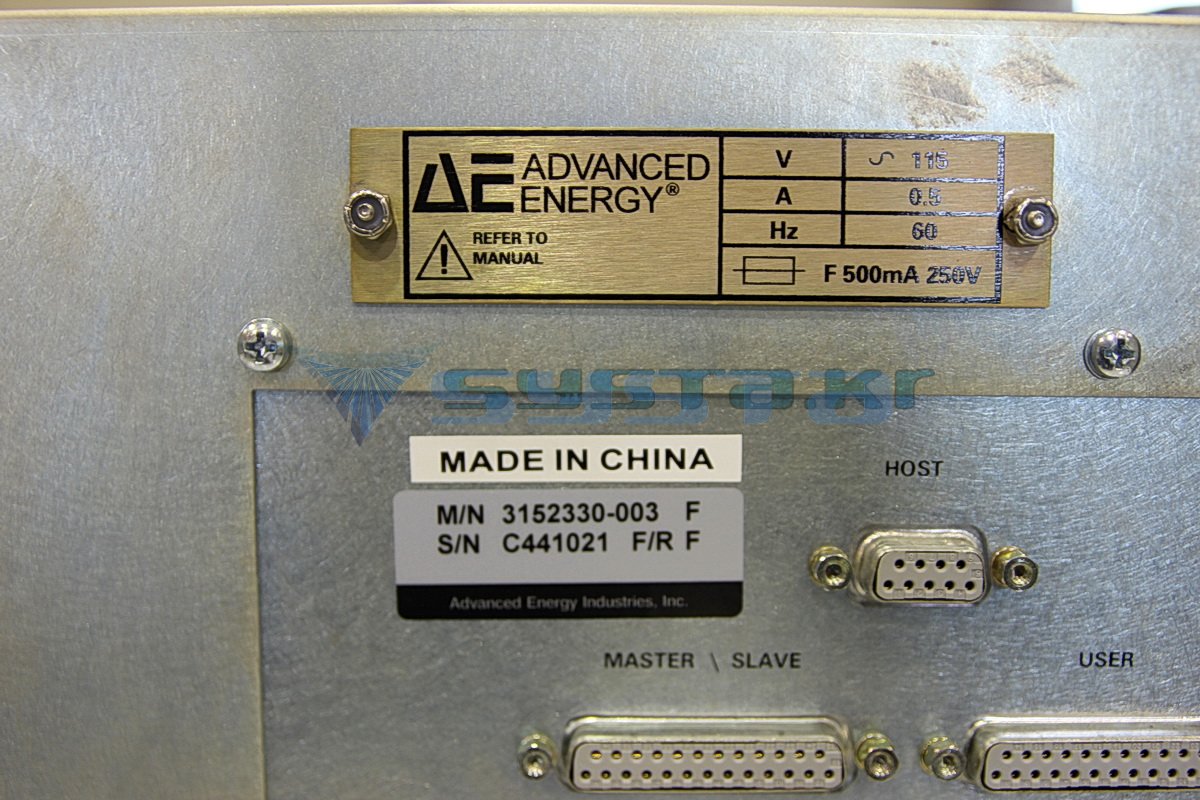 ADVANCED
ENERGY®
REFER TO
MANUAL
V 115
A 0.5
Hz 60
F 500mA 250V
systa.kr
MADE IN CHINA
M/N 3152330-003 F
S/N C441021 F/R F
Advanced Energy Industries, Inc.
HOST
MASTER \ SLAVE
USER